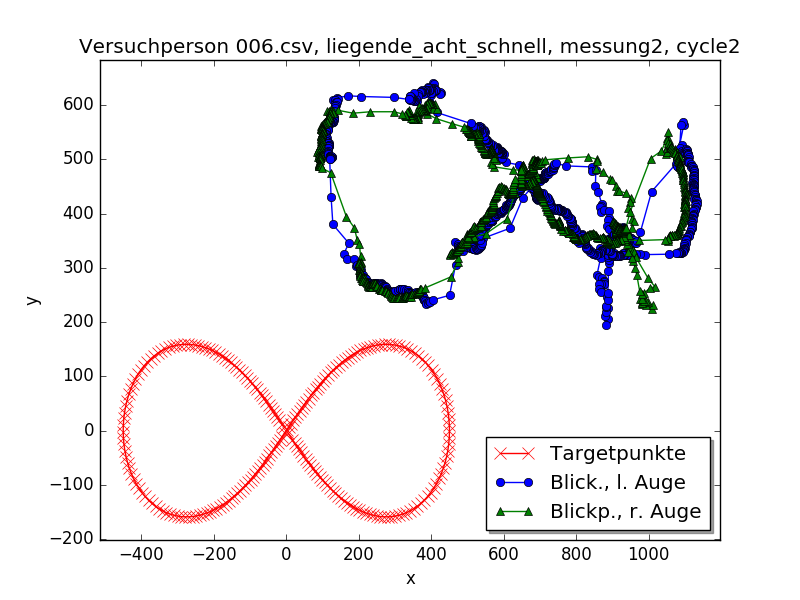 Versuchperson 006.csv, liegende_acht_schnell, messung2, cycle2
600
500
400
300
200
100
0
−100
−200
y
−400 −200 0 200 400 600 800 1000
x
Targetpunkte
Blick., l. Auge
Blickp., r. Auge